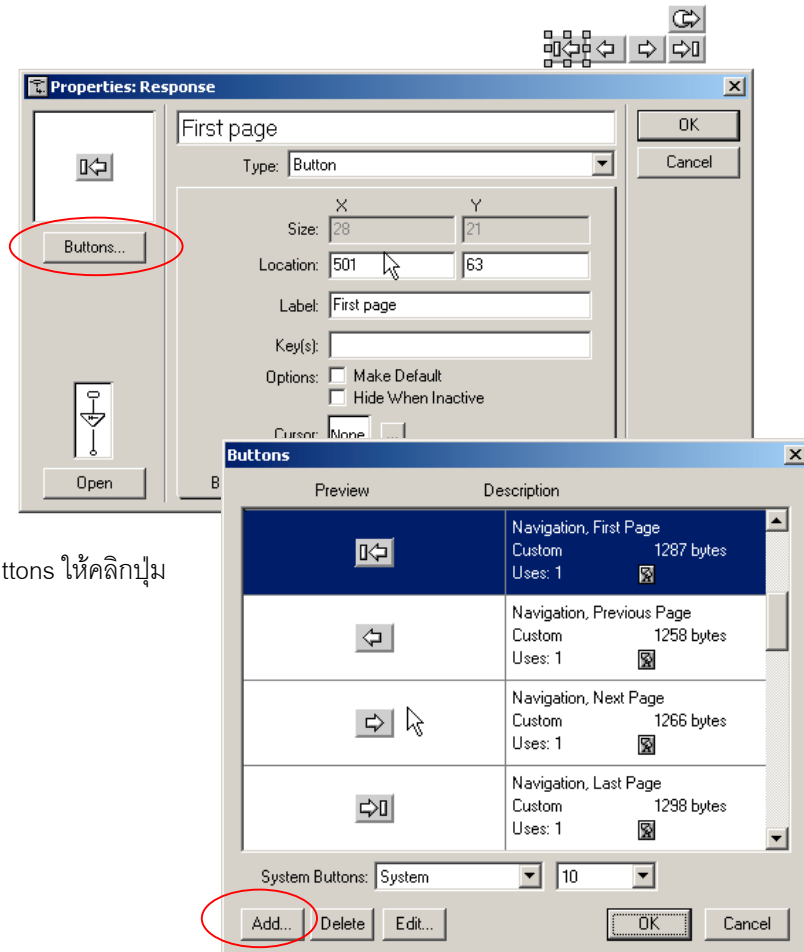 Properties: Response
First page
OK
Type: Button
Cancel
X Y
Size: 28 21
Buttons...
Location: 501 63
Label: First page
Key(s):
Options: Make Default
Hide When Inactive
Cursor: None ...
Open
B
Buttons
Preview Description
Navigation, First Page
Custom 1287 bytes
Uses: 1
ttons ให้คลิกปุ่ม
Navigation, Previous Page
Custom 1258 bytes
Uses: 1
Navigation, Next Page
Custom 1266 bytes
Uses: 1
Navigation, Last Page
Custom 1298 bytes
Uses: 1
System Buttons: System 10
Add... Delete Edit... OK Cancel